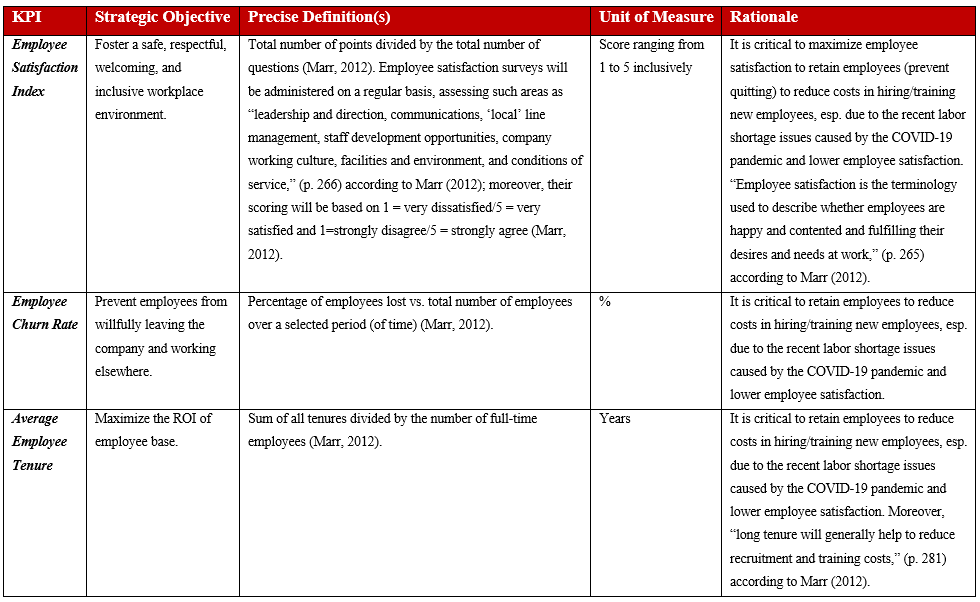 KPI
Strategic Objective
Precise Definition(s)
Unit of Measure
Rationale
Employee
Satisfaction
Index
Foster a safe, respectful,
welcoming, and
inclusive workplace
environment.
Total number of points divided by the total number of
questions (Marr, 2012). Employee satisfaction surveys will
be administered on a regular basis, assessing such areas as
“leadership and direction, communications, ‘local’ line
management, staff development opportunities, company
working culture, facilities and environment, and conditions of
service,” (p. 266) according to Marr (2012); moreover, their
scoring will be based on 1 = very dissatisfied/5 = very
satisfied and 1=strongly disagree/5 = strongly agree (Marr,
2012).
Score ranging from
1 to 5 inclusively
It is critical to maximize employee
satisfaction to retain employees (prevent
quitting) to reduce costs in hiring/training
new employees, esp. due to the recent labor
shortage issues caused by the COVID-19
pandemic and lower employee satisfaction.
“Employee satisfaction is the terminology
used to describe whether employees are
happy and contented and fulfilling their
desires and needs at work,” (p. 265)
according to Marr (2012).
Employee
Churn Rate
Prevent employees from
willfully leaving the
company and working
elsewhere.
Percentage of employees lost vs. total number of employees
over a selected period (of time) (Marr, 2012).
%
It is critical to retain employees to reduce
costs in hiring/training new employees, esp.
due to the recent labor shortage issues
caused by the COVID-19 pandemic and
lower employee satisfaction.
Average
Employee
Tenure
Maximize the ROI of
employee base.
Sum of all tenures divided by the number of full-time
employees (Marr, 2012).
Years
It is critical to retain employees to reduce
costs in hiring/training new employees, esp.
due to the recent labor shortage issues
caused by the COVID-19 pandemic and
lower employee satisfaction. Moreover,
“long tenure will generally help to reduce
recruitment and training costs,” (p. 281)
according to Marr (2012).